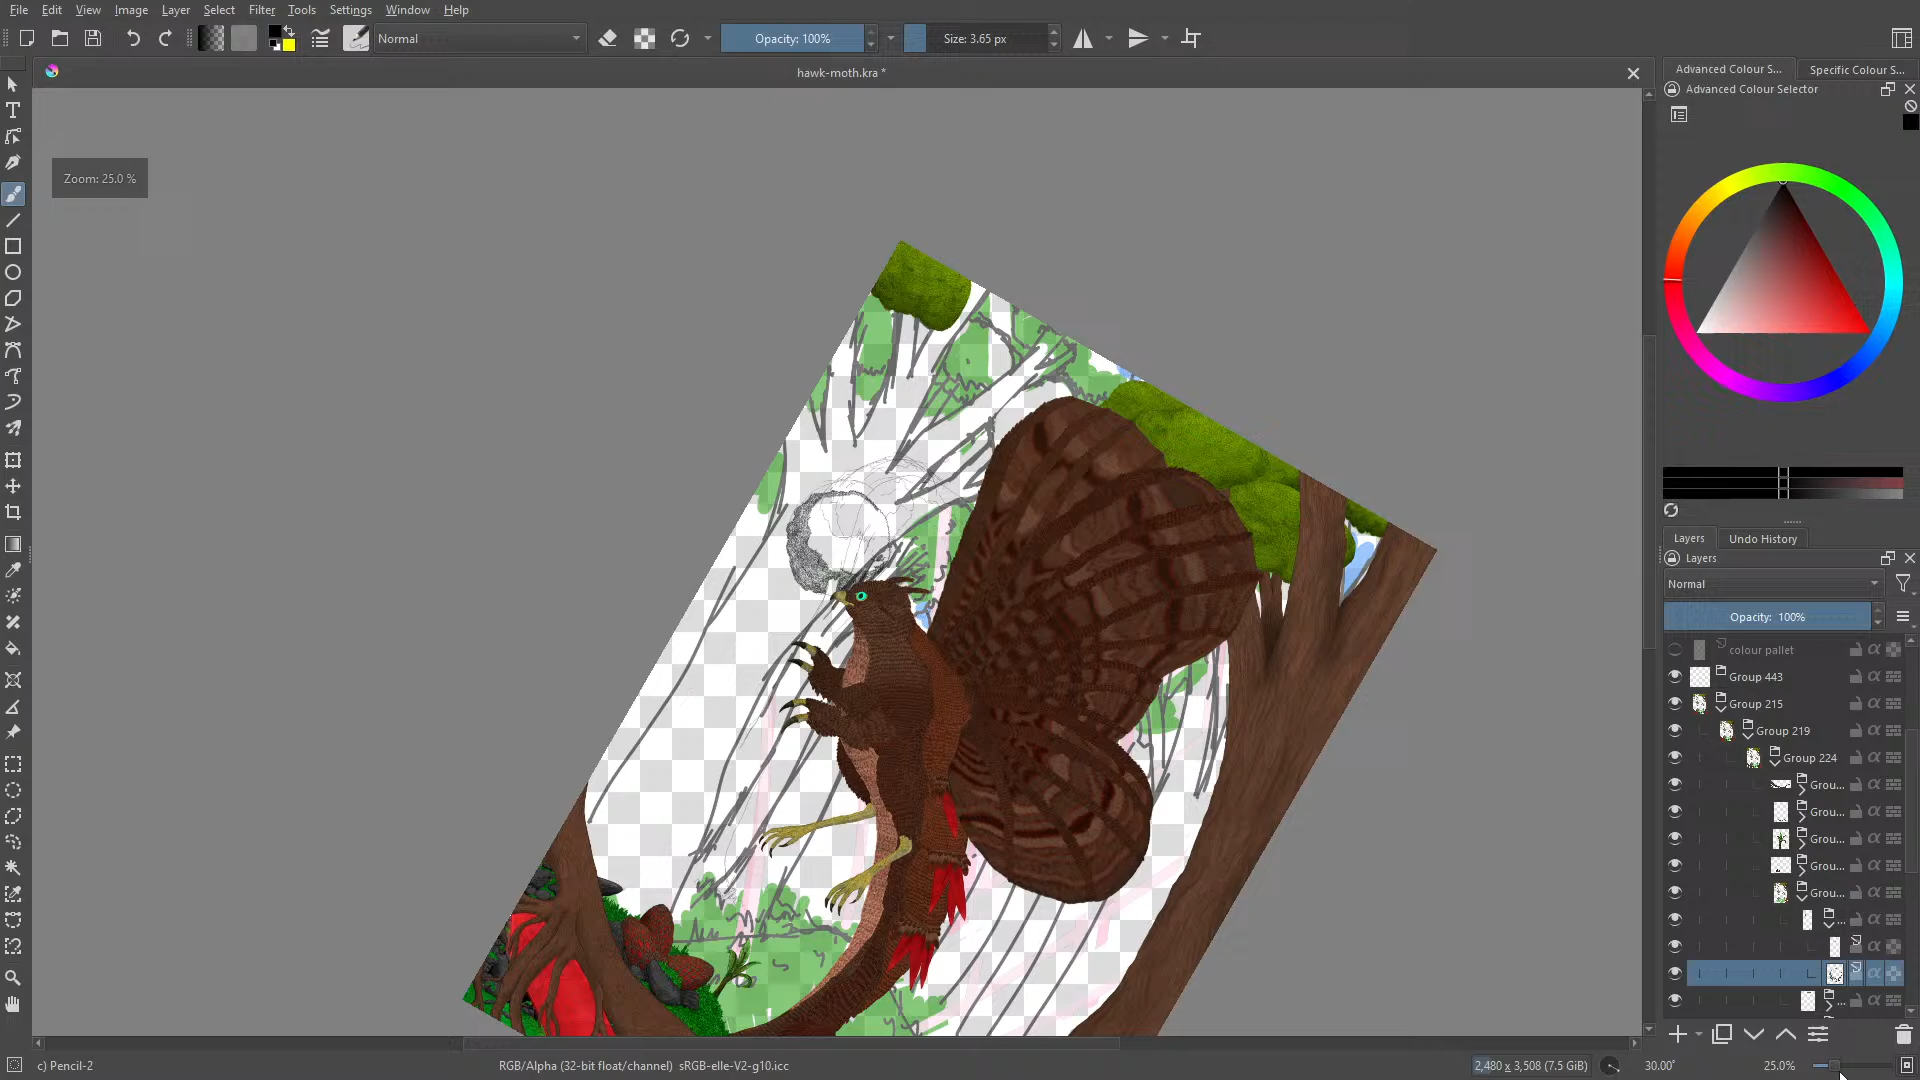 File Edit View Image Layer Select Filter Tools Settings Window Help
Normal
Opacity: 100%
Size: 3.65 px
hawk-moth.kra *
Zoom: 25.0 %
Advanced Colour S...
Specific Colour S...
Advanced Colour Selector
Layers
Undo History
Layers
Normal
Opacity: 100%
colour pallet
Group 443
Group 215
Group 219
Group 224
Grou...
Grou...
Grou...
Grou...
Grou...
...
...
c) Pencil-2
RGB/Alpha (32-bit float/channel) sRGB-elle-V2-g10.icc
2,480 x 3,508 (7.5 GiB)
30.00°
25.0%